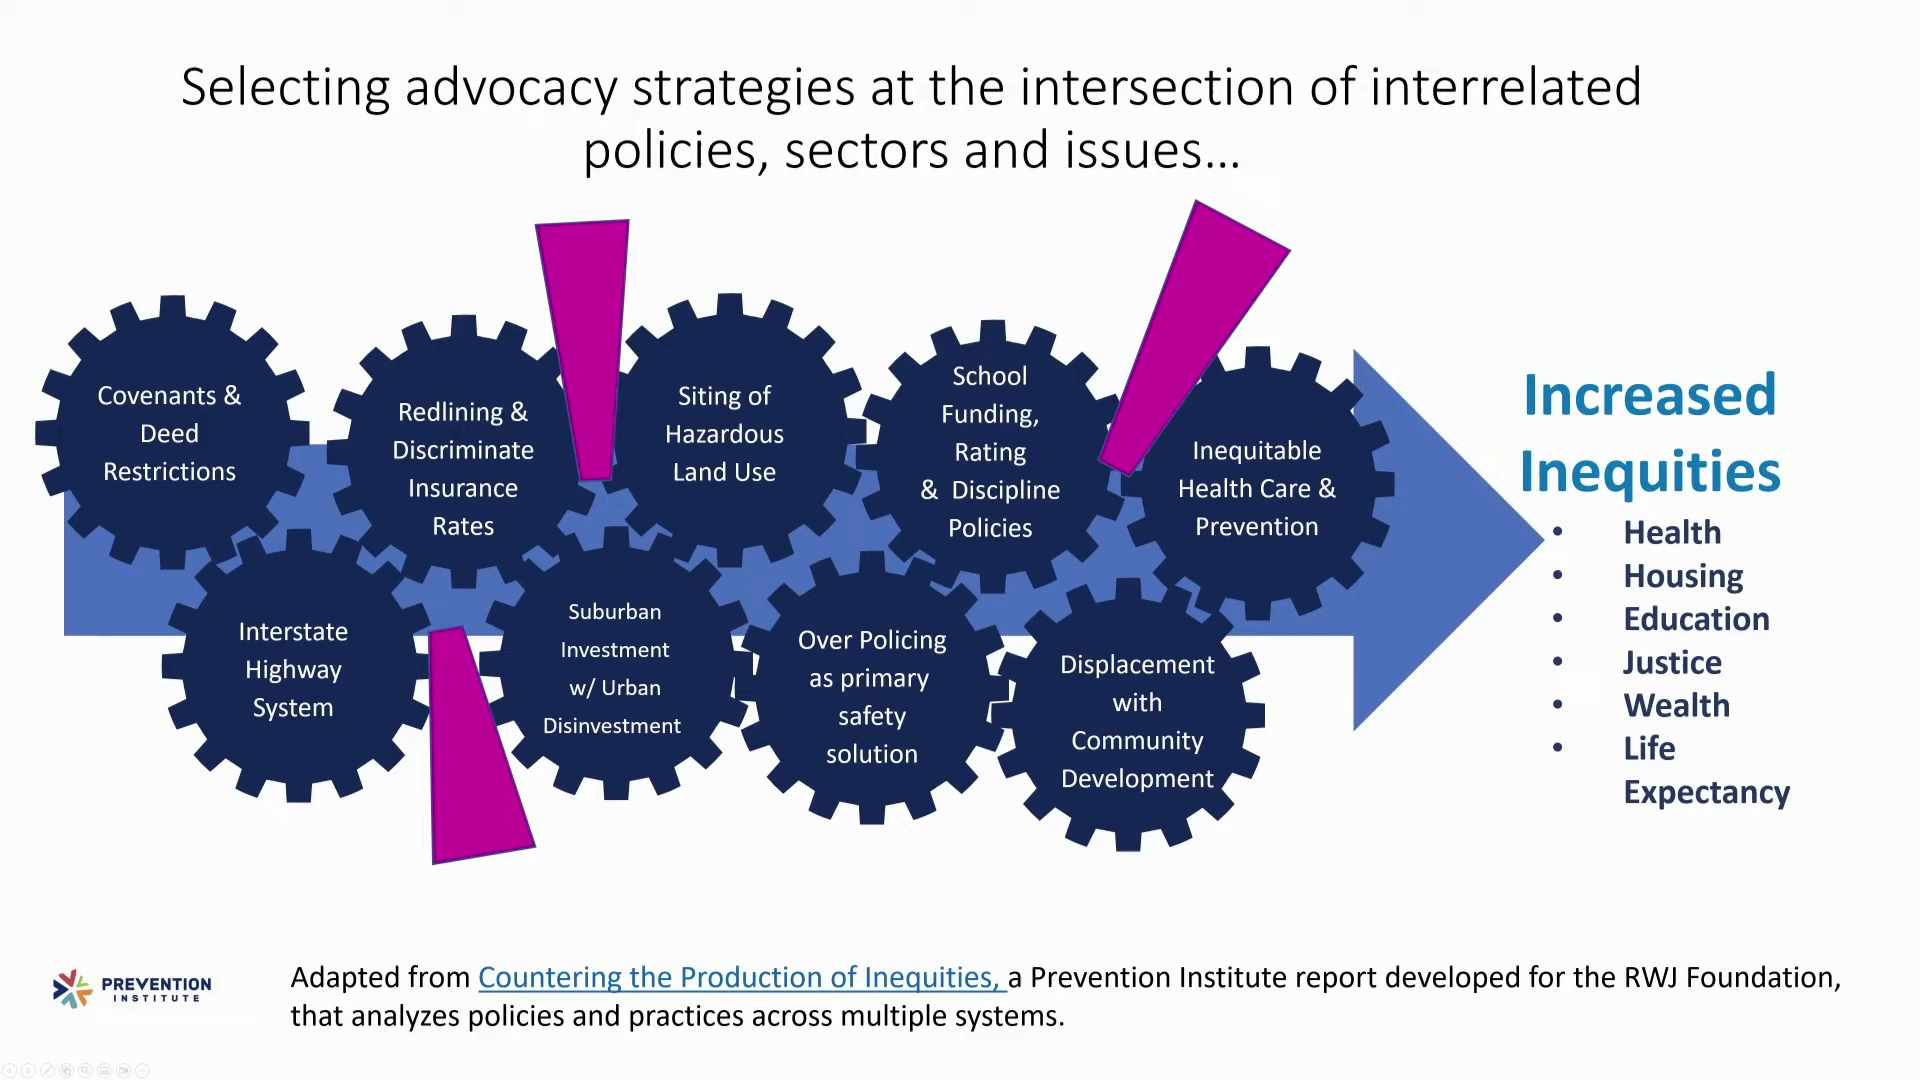 Selecting advocacy strategies at the intersection of interrelated
policies, sectors and issues…
Covenants &
Deed
Restrictions
Redlining &
Discriminate
Insurance
Rates
Siting of
Hazardous
Land Use
School
Funding,
Rating
& Discipline
Policies
Inequitable
Health Care &
Prevention
Interstate
Highway
System
Suburban
Investment
w/ Urban
Disinvestment
Over Policing
as primary
safety
solution
Displacement
with
Community
Development
Increased
Inequities
• Health
• Housing
• Education
• Justice
• Wealth
• Life
Expectancy
PREVENTION
INSTITUTE
Adapted from Countering the Production of Inequities, a Prevention Institute report developed for the RWJ Foundation,
that analyzes policies and practices across multiple systems.